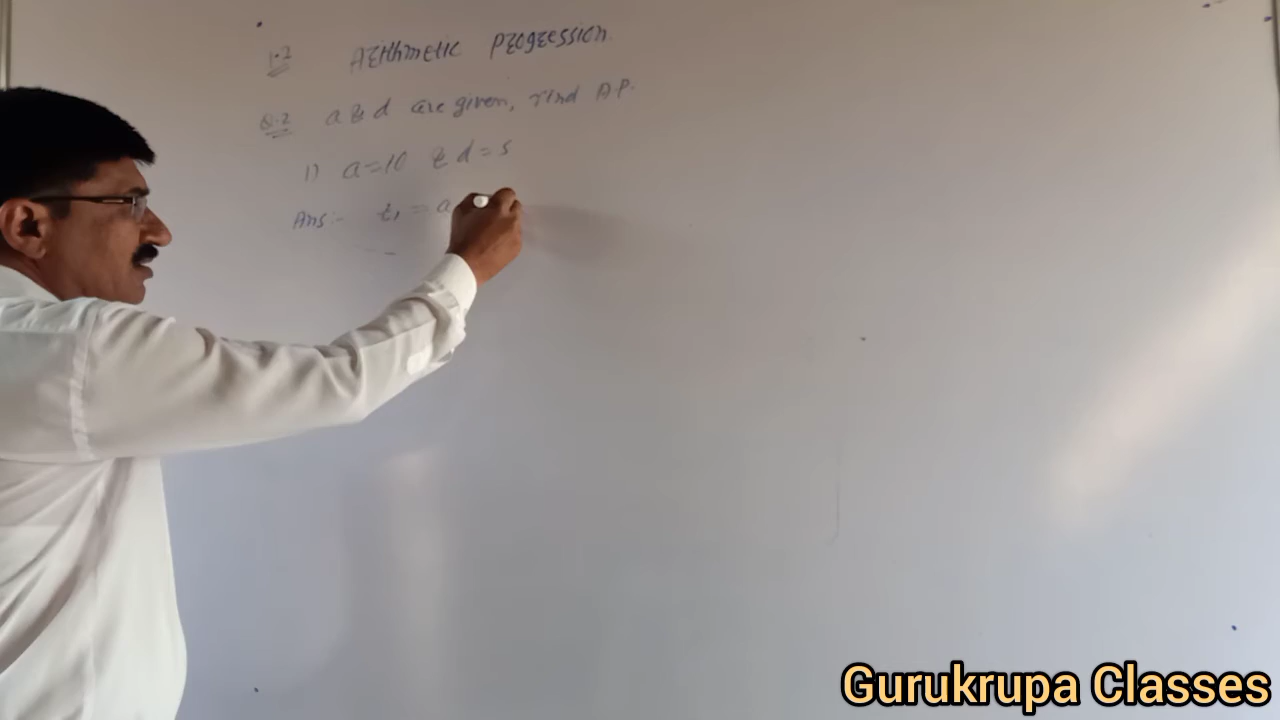 1.2 Arithmetic Progression.
Q.2 a & d are given, find A.P.
1) a=10 & d=5
Ans:- t₁ = a
Gurukrupa Classes